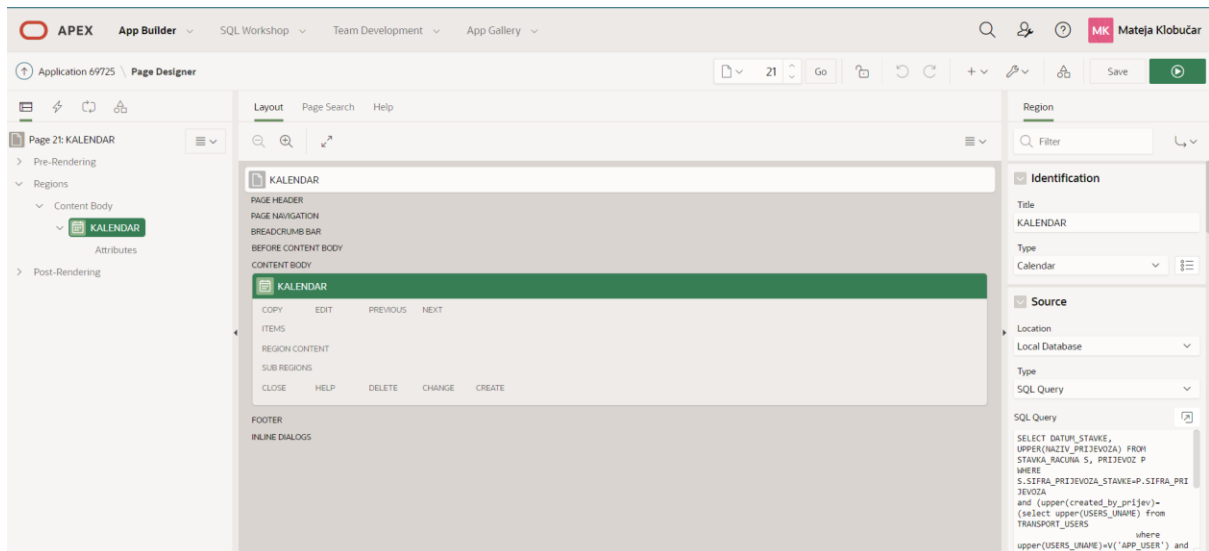 APEX App Builder SQL Workshop Team Development App Gallery MK Mateja Klobučar
Application 69725 \ Page Designer 21 Go Save
Layout Page Search Help Region
Page 21: KALENDAR Filter
Pre-Rendering
Regions
Content Body
KALENDAR
Attributes
Post-Rendering
KALENDAR
PAGE HEADER
PAGE NAVIGATION
BREADCRUMB BAR
BEFORE CONTENT BODY
CONTENT BODY
KALENDAR
COPY EDIT PREVIOUS NEXT
ITEMS
REGION CONTENT
SUB REGIONS
CLOSE HELP DELETE CHANGE CREATE
FOOTER
INLINE DIALOGS
Identification
Title
KALENDAR
Type
Calendar
Source
Location
Local Database
Type
SQL Query
SQL Query
SELECT DATUM_STAVKE,
UPPER(NAZIV_PRIJEVOZA) FROM
STAVKA_RACUNA S, PRIJEVOZ P
WHERE
S.SIFRA_PRIJEVOZA_STAVKE=P.SIFRA_PRI
JEVOZA
and (upper(created_by_prijev)=
(select upper(USERS_UNAME) from
TRANSPORT_USERS
where
upper(USERS_UNAME)=V('APP_USER') and